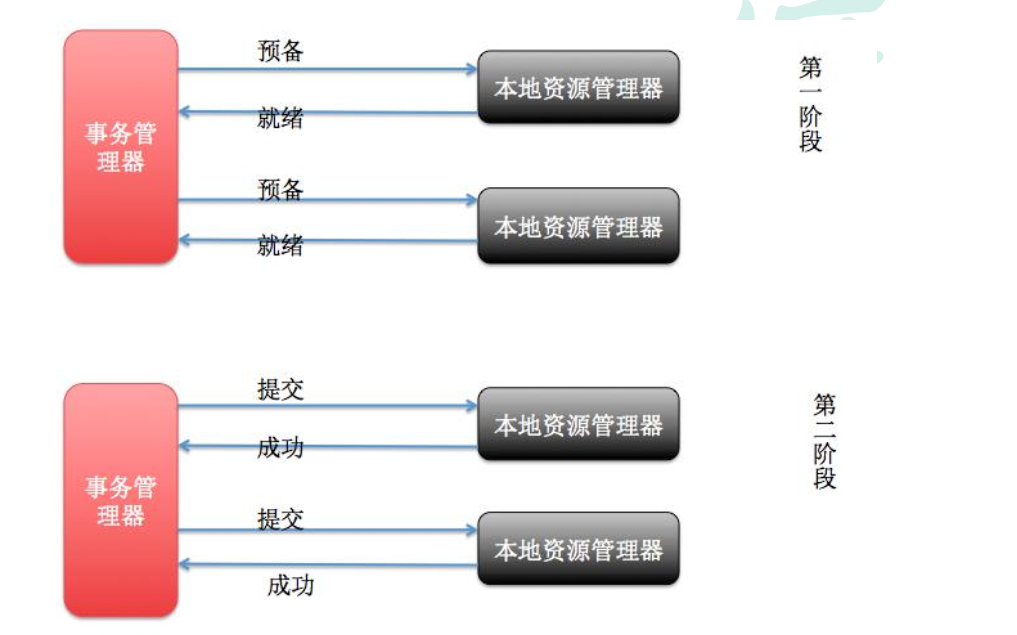 预备
本地资源管理器
就绪
事务管
理器
预备
本地资源管理器
就绪
第一阶段
提交
本地资源管理器
成功
事务管
理器
提交
本地资源管理器
成功
第二阶段